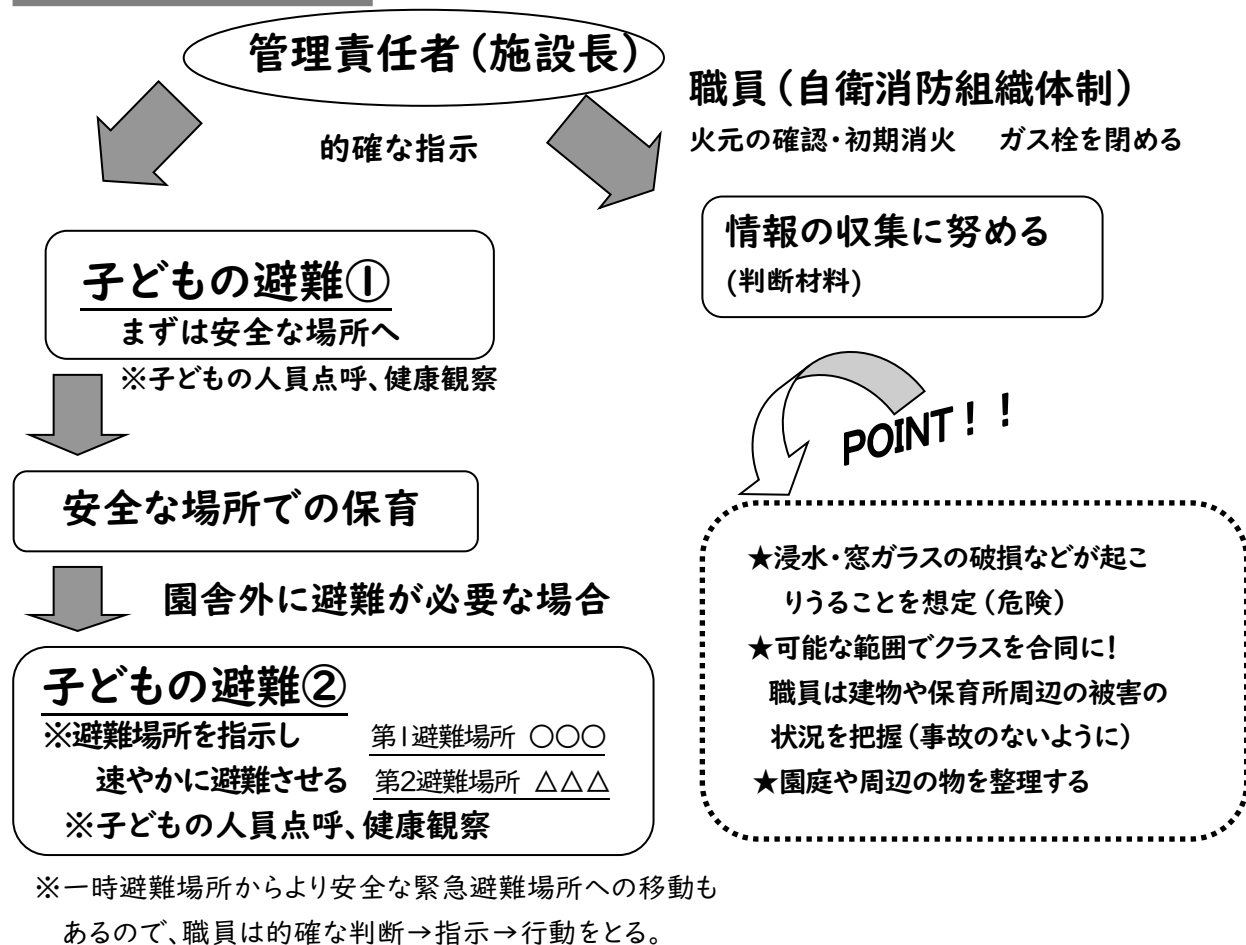 管理責任者(施設長)
的確な指示
職員(自衛消防組織体制)
火元の確認・初期消火 ガス栓を閉める
情報の収集に努める
(判断材料)
子どもの避難①
まずは安全な場所へ
※子どもの人員点呼、健康観察
安全な場所での保育
園舎外に避難が必要な場合
子どもの避難②
※避難場所を指示し 第1避難場所 ○○○
速やかに避難させる 第2避難場所 △△△
※子どもの人員点呼、健康観察
POINT!!
★浸水・窓ガラスの破損などが起こ
りうることを想定(危険)
★可能な範囲でクラスを合同に!
職員は建物や保育所周辺の被害の
状況を把握(事故のないように)
★園庭や周辺の物を整理する
※一時避難場所からより安全な緊急避難場所への移動も
あるので、職員は的確な判断→指示→行動をとる。